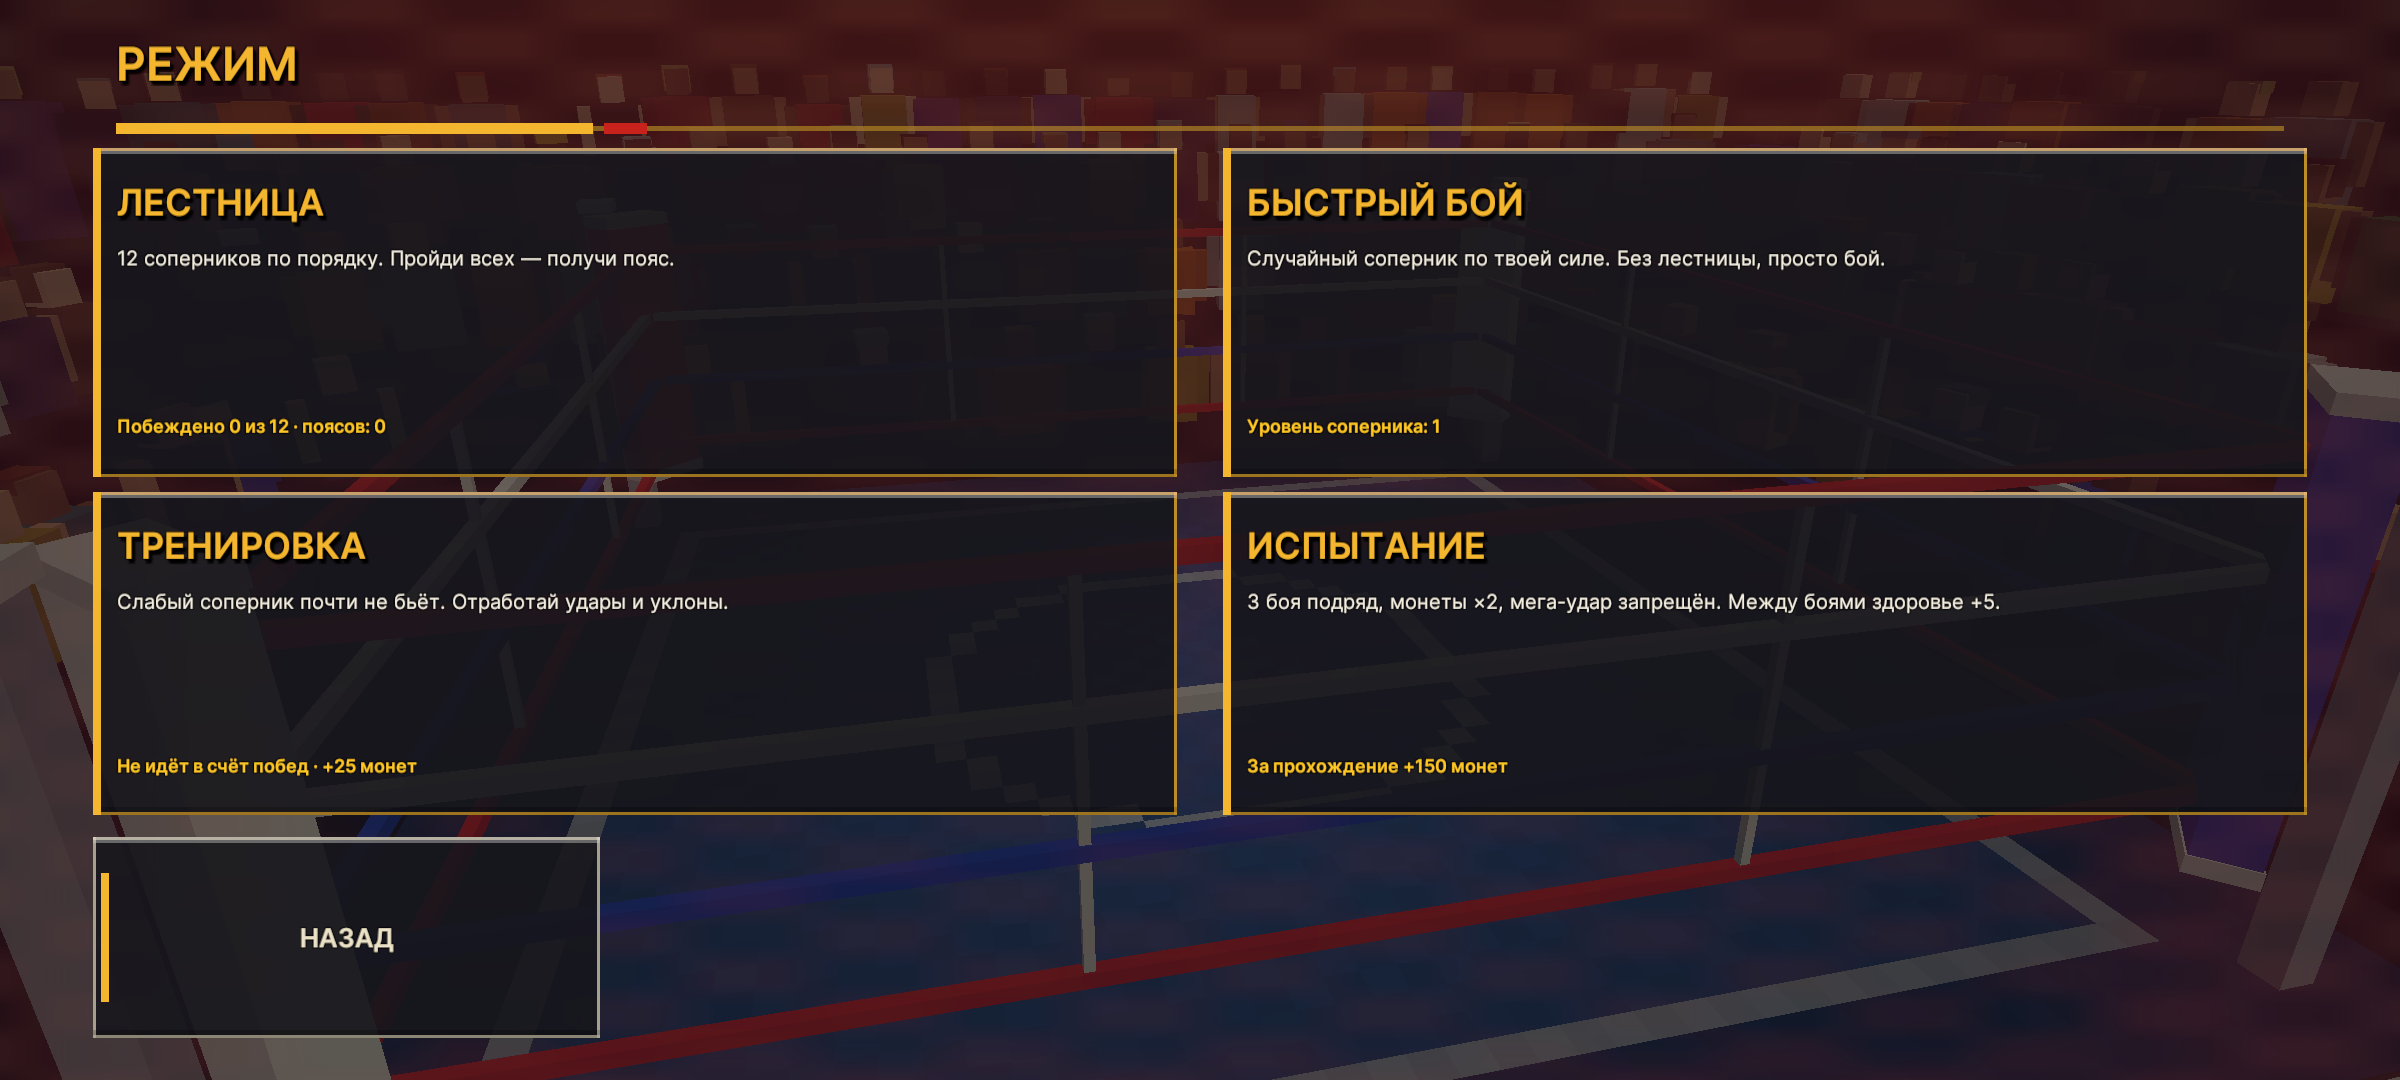 РЕЖИМ
ЛЕСТНИЦА
12 соперников по порядку. Пройди всех — получи пояс.
Побеждено 0 из 12 · поясов: 0
БЫСТРЫЙ БОЙ
Случайный соперник по твоей силе. Без лестницы, просто бой.
Уровень соперника: 1
ТРЕНИРОВКА
Слабый соперник почти не бьёт. Отработай удары и уклоны.
Не идёт в счёт побед · +25 монет
ИСПЫТАНИЕ
3 боя подряд, монеты ×2, мега-удар запрещён. Между боями здоровье +5.
За прохождение +150 монет
НАЗАД